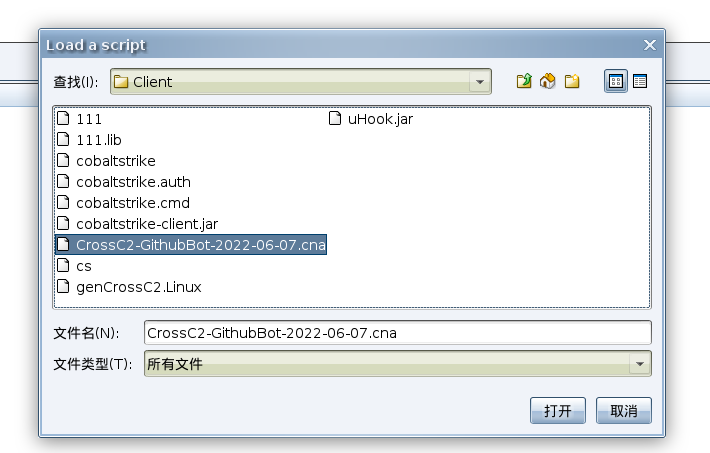 Load a script
查找(I): Client
111
111.lib
cobaltstrike
cobaltstrike.auth
cobaltstrike.cmd
cobaltstrike-client.jar
CrossC2-GithubBot-2022-06-07.cna
cs
genCrossC2.Linux
uHook.jar
文件名(N): CrossC2-GithubBot-2022-06-07.cna
文件类型(T): 所有文件
打开 取消